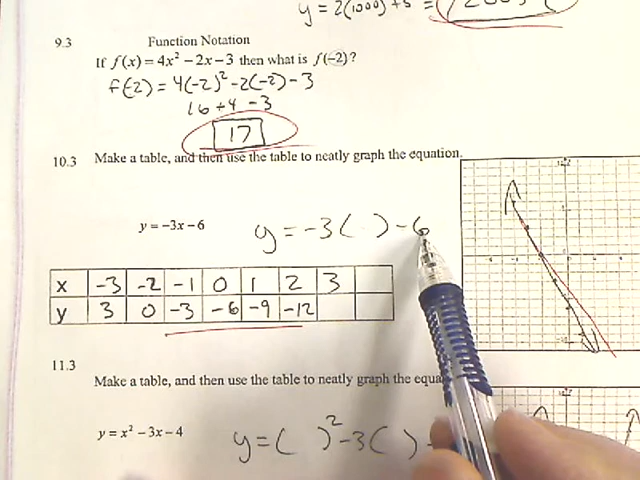 y = 2(1000) + 5 =
9.3 Function Notation
If f(x) = 4x² − 2x − 3 then what is f(−2)?
f(-2) = 4(-2)² -2(-2) - 3
16 + 4 - 3
17
10.3 Make a table, and then use the table to neatly graph the equation.
y = −3x − 6 y = -3( ) - 6
x -3 -2 -1 0 1 2 3
y 3 0 -3 -6 -9 -12
11.3
Make a table, and then use the table to neatly graph the equa
y = x² − 3x − 4 y = ( )² - 3( ) -